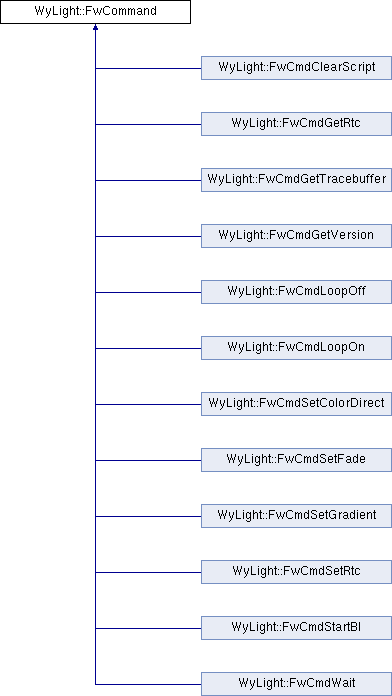 WyLight::FwCommand
WyLight::FwCmdClearScript
WyLight::FwCmdGetRtc
WyLight::FwCmdGetTracebuffer
WyLight::FwCmdGetVersion
WyLight::FwCmdLoopOff
WyLight::FwCmdLoopOn
WyLight::FwCmdSetColorDirect
WyLight::FwCmdSetFade
WyLight::FwCmdSetGradient
WyLight::FwCmdSetRtc
WyLight::FwCmdStartBl
WyLight::FwCmdWait